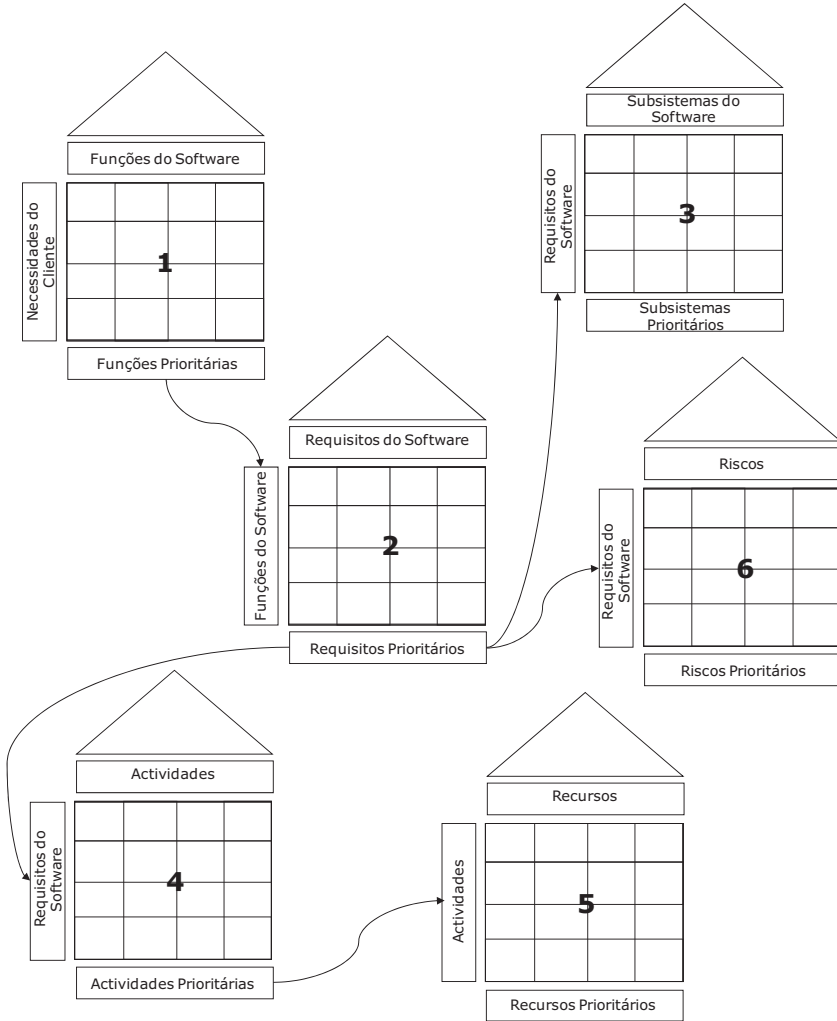 Funções do Software
Necessidades do
Cliente
1
Funções Prioritárias
Subsistemas do
Software
Requisitos do
Software
3
Subsistemas
Prioritários
Requisitos do Software
Funções do Software
2
Requisitos Prioritários
Riscos
Requisitos do
Software
6
Riscos Prioritários
Actividades
Requisitos do
Software
4
Actividades Prioritárias
Recursos
Actividades
5
Recursos Prioritários